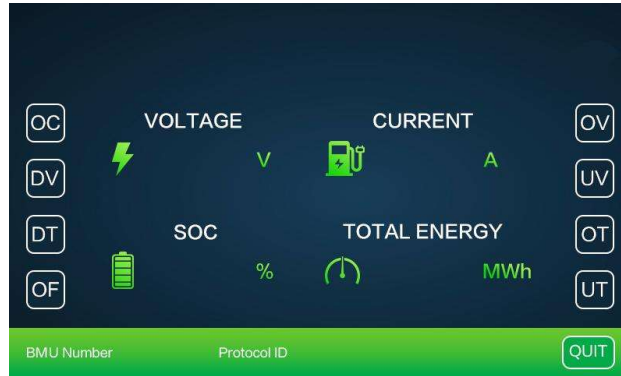 OC
VOLTAGE
CURRENT
OV
V
A
DV
UV
DT
SOC
TOTAL ENERGY
OT
%
MWh
OF
UT
BMU Number
Protocol ID
QUIT